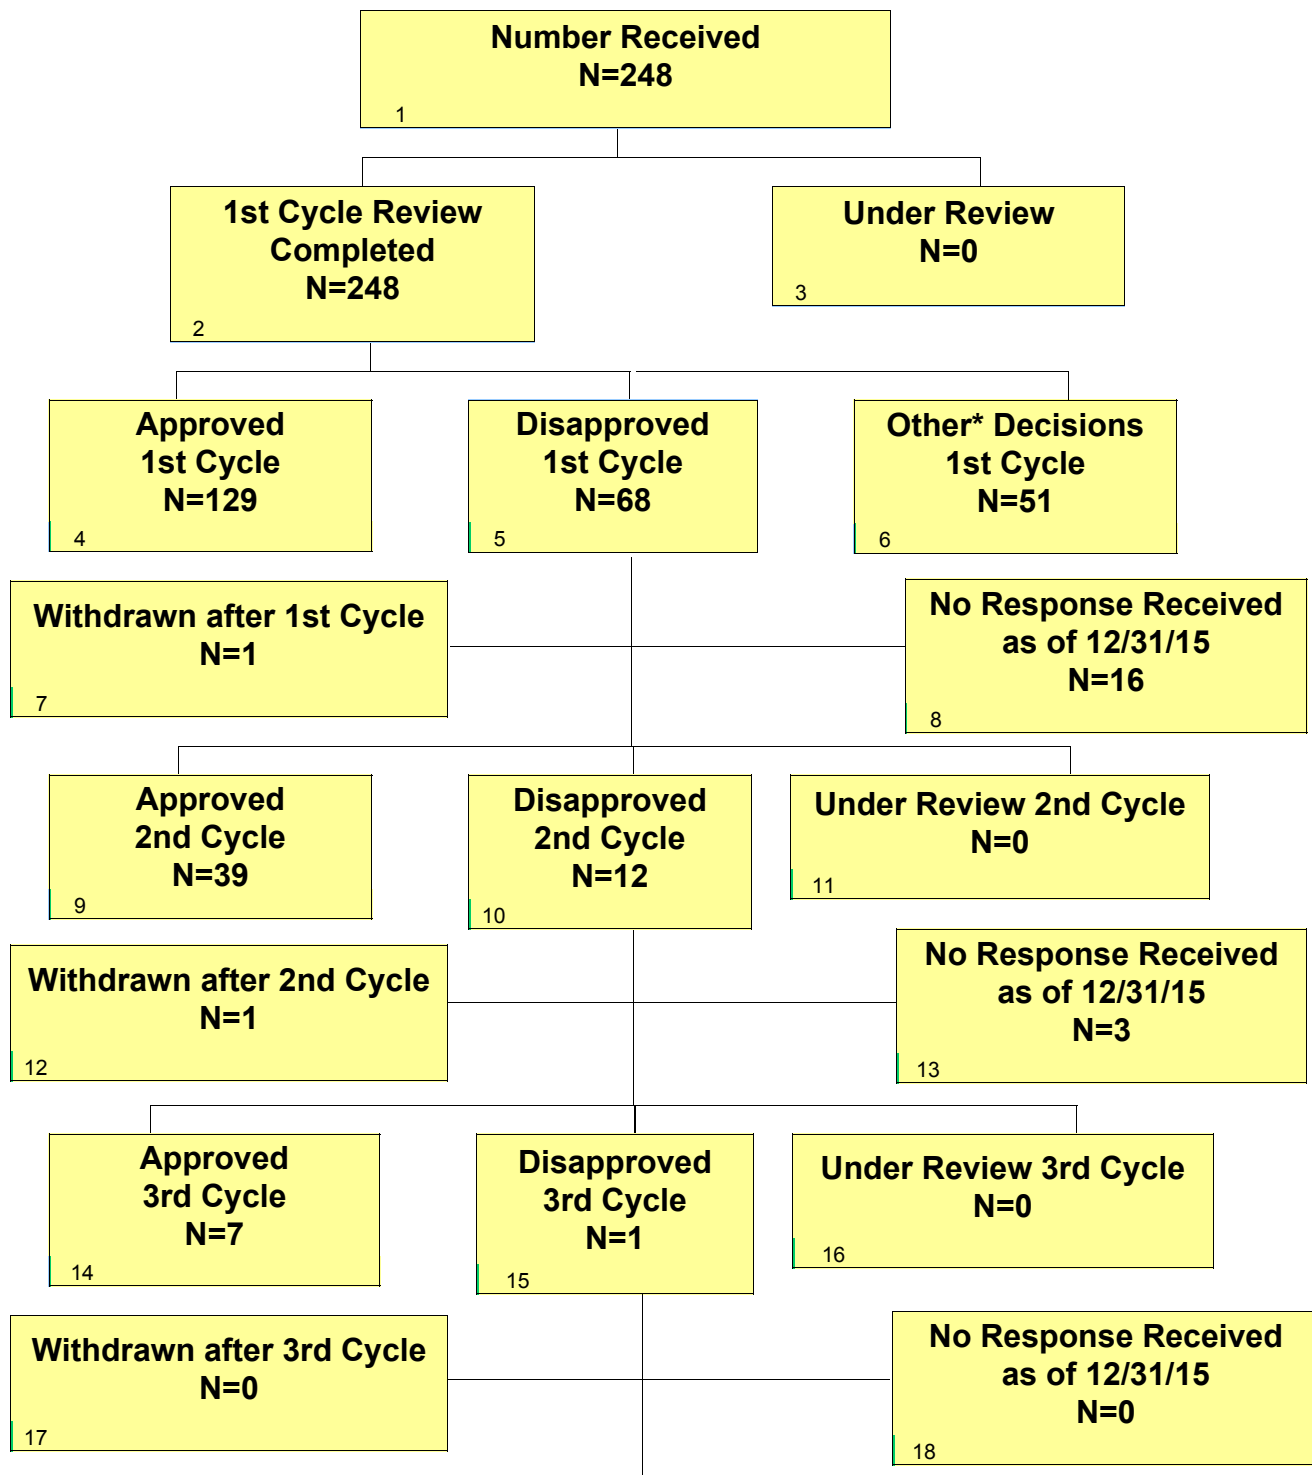 Number Received
N=248
1
1st Cycle Review
Completed
N=248
2
Under Review
N=0
3
Approved
1st Cycle
N=129
4
Disapproved
1st Cycle
N=68
5
Other* Decisions
1st Cycle
N=51
6
Withdrawn after 1st Cycle
N=1
7
No Response Received
as of 12/31/15
N=16
8
Approved
2nd Cycle
N=39
9
Disapproved
2nd Cycle
N=12
10
Under Review 2nd Cycle
N=0
11
Withdrawn after 2nd Cycle
N=1
12
No Response Received
as of 12/31/15
N=3
13
Approved
3rd Cycle
N=7
14
Disapproved
3rd Cycle
N=1
15
Under Review 3rd Cycle
N=0
16
Withdrawn after 3rd Cycle
N=0
17
No Response Received
as of 12/31/15
N=0
18